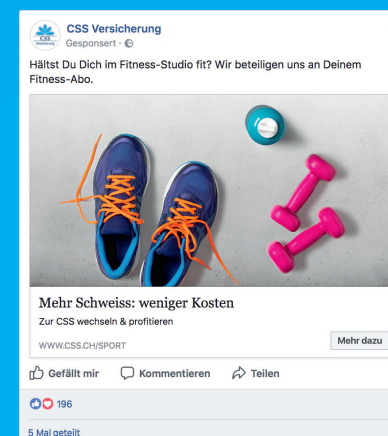 CSS Versicherung
CSS
Versicherung
Gesponsert ·
Hältst Du Dich im Fitness-Studio fit? Wir beteiligen uns an Deinem
Fitness-Abo.
Mehr Schweiss: weniger Kosten
Zur CSS wechseln & profitieren
WWW.CSS.CH/SPORT
Mehr dazu
Gefällt mir Kommentieren Teilen
196
5 Mal geteilt